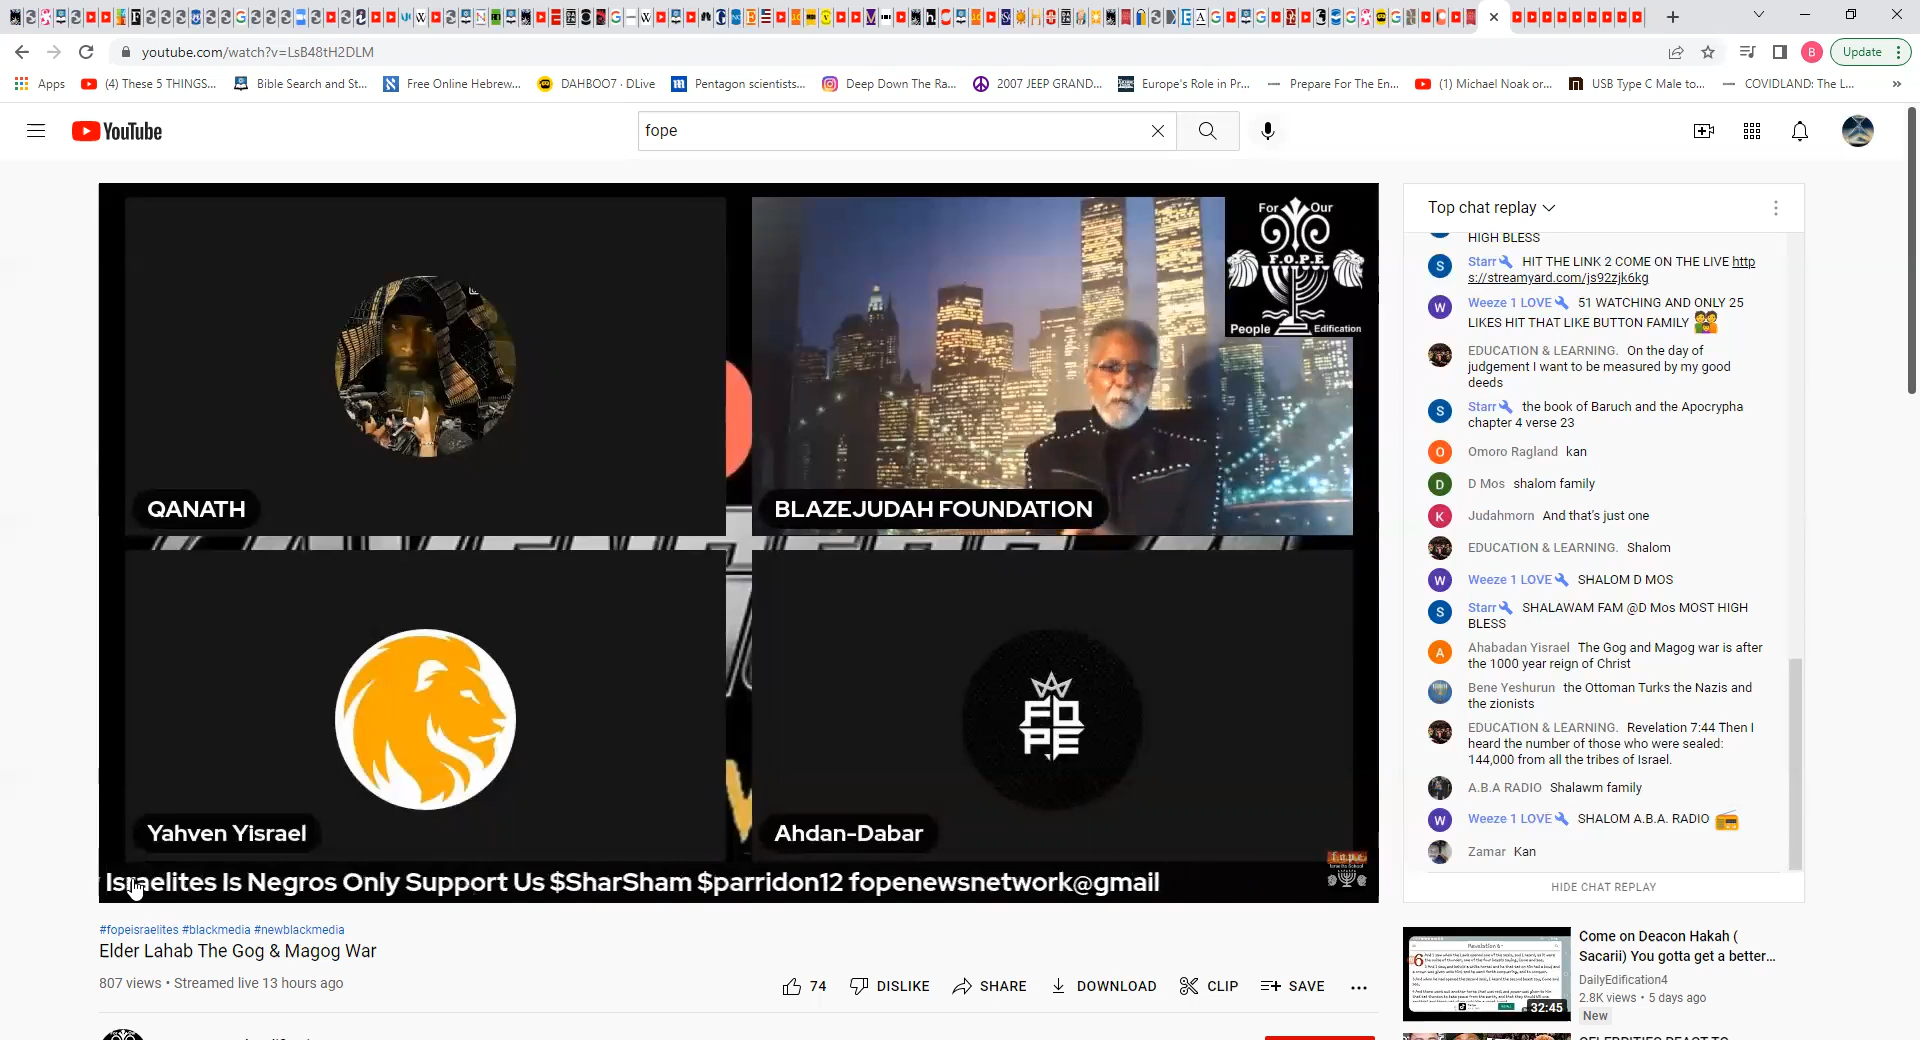 youtube.com/watch?v=LsB48tH2DLM
Update
Apps
(4) These 5 THINGS...
Bible Search and St...
Free Online Hebrew...
DAHBOO7 · DLive
Pentagon scientists...
Deep Down The Ra...
2007 JEEP GRAND...
Europe's Role in Pr...
Prepare For The En...
(1) Michael Noak or...
USB Type C Male to...
COVIDLAND: The L...
YouTube
fope
For Our
F.O.P.E
People Edification
QANATH
BLAZEJUDAH FOUNDATION
FO
PE
Yahven Yisrael
Ahdan-Dabar
Israelites Is Negros Only Support Us $SharSham $parridon12 fopenewsnetwork@gmail
#fopeisraelites #blackmedia #newblackmedia
Elder Lahab The Gog & Magog War
807 views • Streamed live 13 hours ago
74
DISLIKE
SHARE
DOWNLOAD
CLIP
SAVE
Top chat replay
HIGH BLESS
Starr HIT THE LINK 2 COME ON THE LIVE http
s://streamyard.com/js92zjk6kg
Weeze 1 LOVE 51 WATCHING AND ONLY 25
LIKES HIT THAT LIKE BUTTON FAMILY
EDUCATION & LEARNING. On the day of
judgement I want to be measured by my good
deeds
Starr the book of Baruch and the Apocrypha
chapter 4 verse 23
Omoro Ragland kan
D Mos shalom family
Judahmorn And that's just one
EDUCATION & LEARNING. Shalom
Weeze 1 LOVE SHALOM D MOS
Starr SHALAWAM FAM @D Mos MOST HIGH
BLESS
Ahabadan Yisrael The Gog and Magog war is after
the 1000 year reign of Christ
Bene Yeshurun the Ottoman Turks the Nazis and
the zionists
EDUCATION & LEARNING. Revelation 7:44 Then I
heard the number of those who were sealed:
144,000 from all the tribes of Israel.
A.B.A RADIO Shalawm family
Weeze 1 LOVE SHALOM A.B.A. RADIO
Zamar Kan
HIDE CHAT REPLAY
32:45
Come on Deacon Hakah (
Sacarii) You gotta get a better...
DailyEdification4
2.8K views • 5 days ago
New